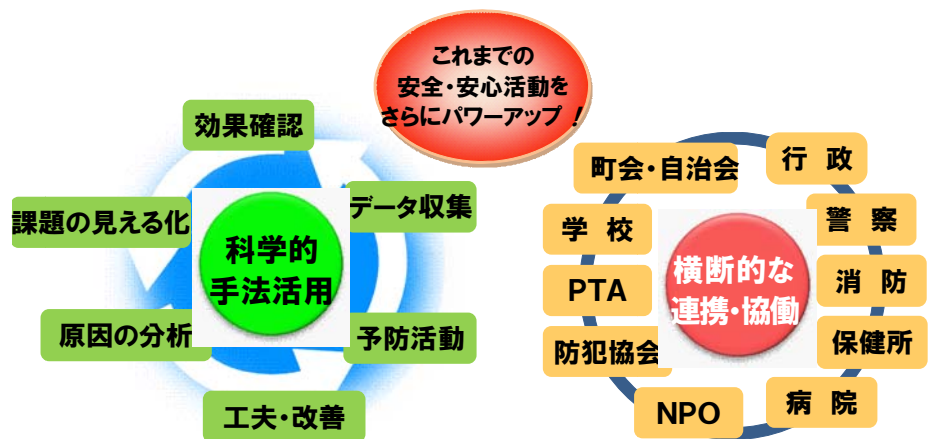 これまでの
安全・安心活動を
さらにパワーアップ！
効果確認
データ収集
課題の見える化
科学的
手法活用
原因の分析
予防活動
工夫・改善
町会・自治会
行 政
学 校
警 察
横断的な
連携・協働
PTA
消 防
防犯協会
保健所
NPO
病 院